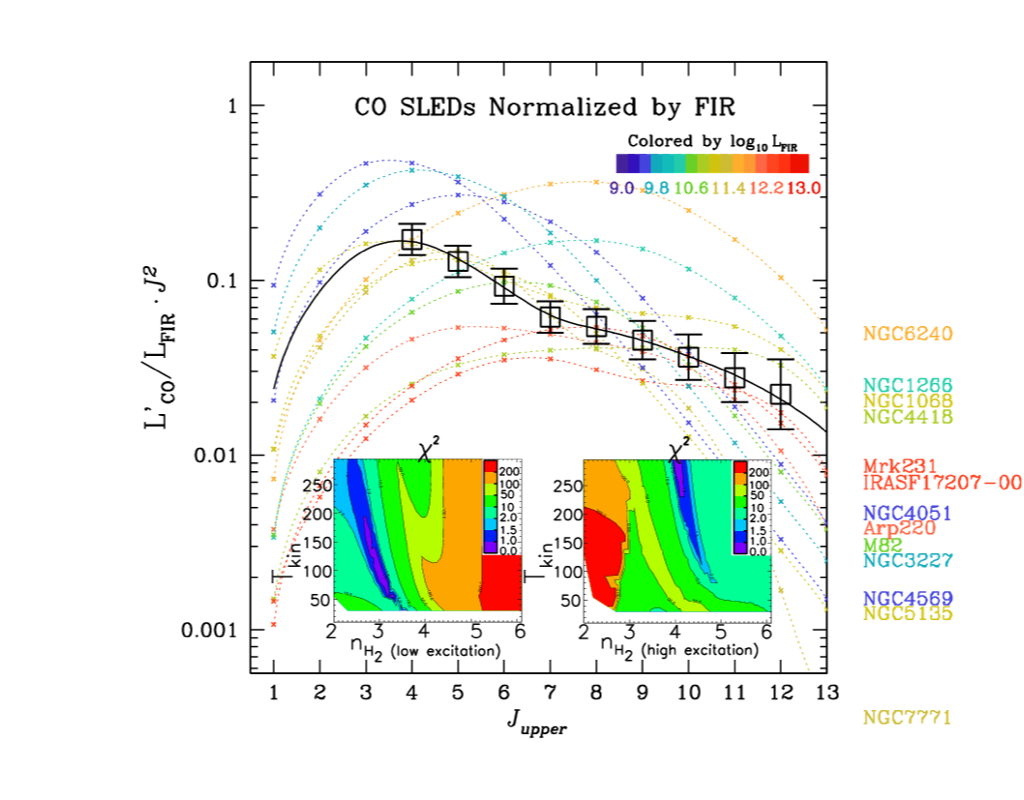 CO SLEDs Normalized by FIR
Colored by log10 LFIR
9.0 9.8 10.6 11.4 12.2 13.0
L'CO/LFIR · J²
1
0.1
0.01
0.001
NGC6240
NGC1266
NGC1068
NGC4418
Mrk231
IRASF17207-00
NGC4051
Arp220
M82
NGC3227
NGC4569
NGC5135
NGC7771
χ²
200
100
50
10
2.0
1.5
1.0
0.0
Tkin
250
200
150
100
50
2 3 4 5 6
nH2 (low excitation)
χ²
200
100
50
10
2.0
1.5
1.0
0.0
Tkin
250
200
150
100
50
2 3 4 5 6
nH2 (high excitation)
1 2 3 4 5 6 7 8 9 10 11 12 13
Jupper